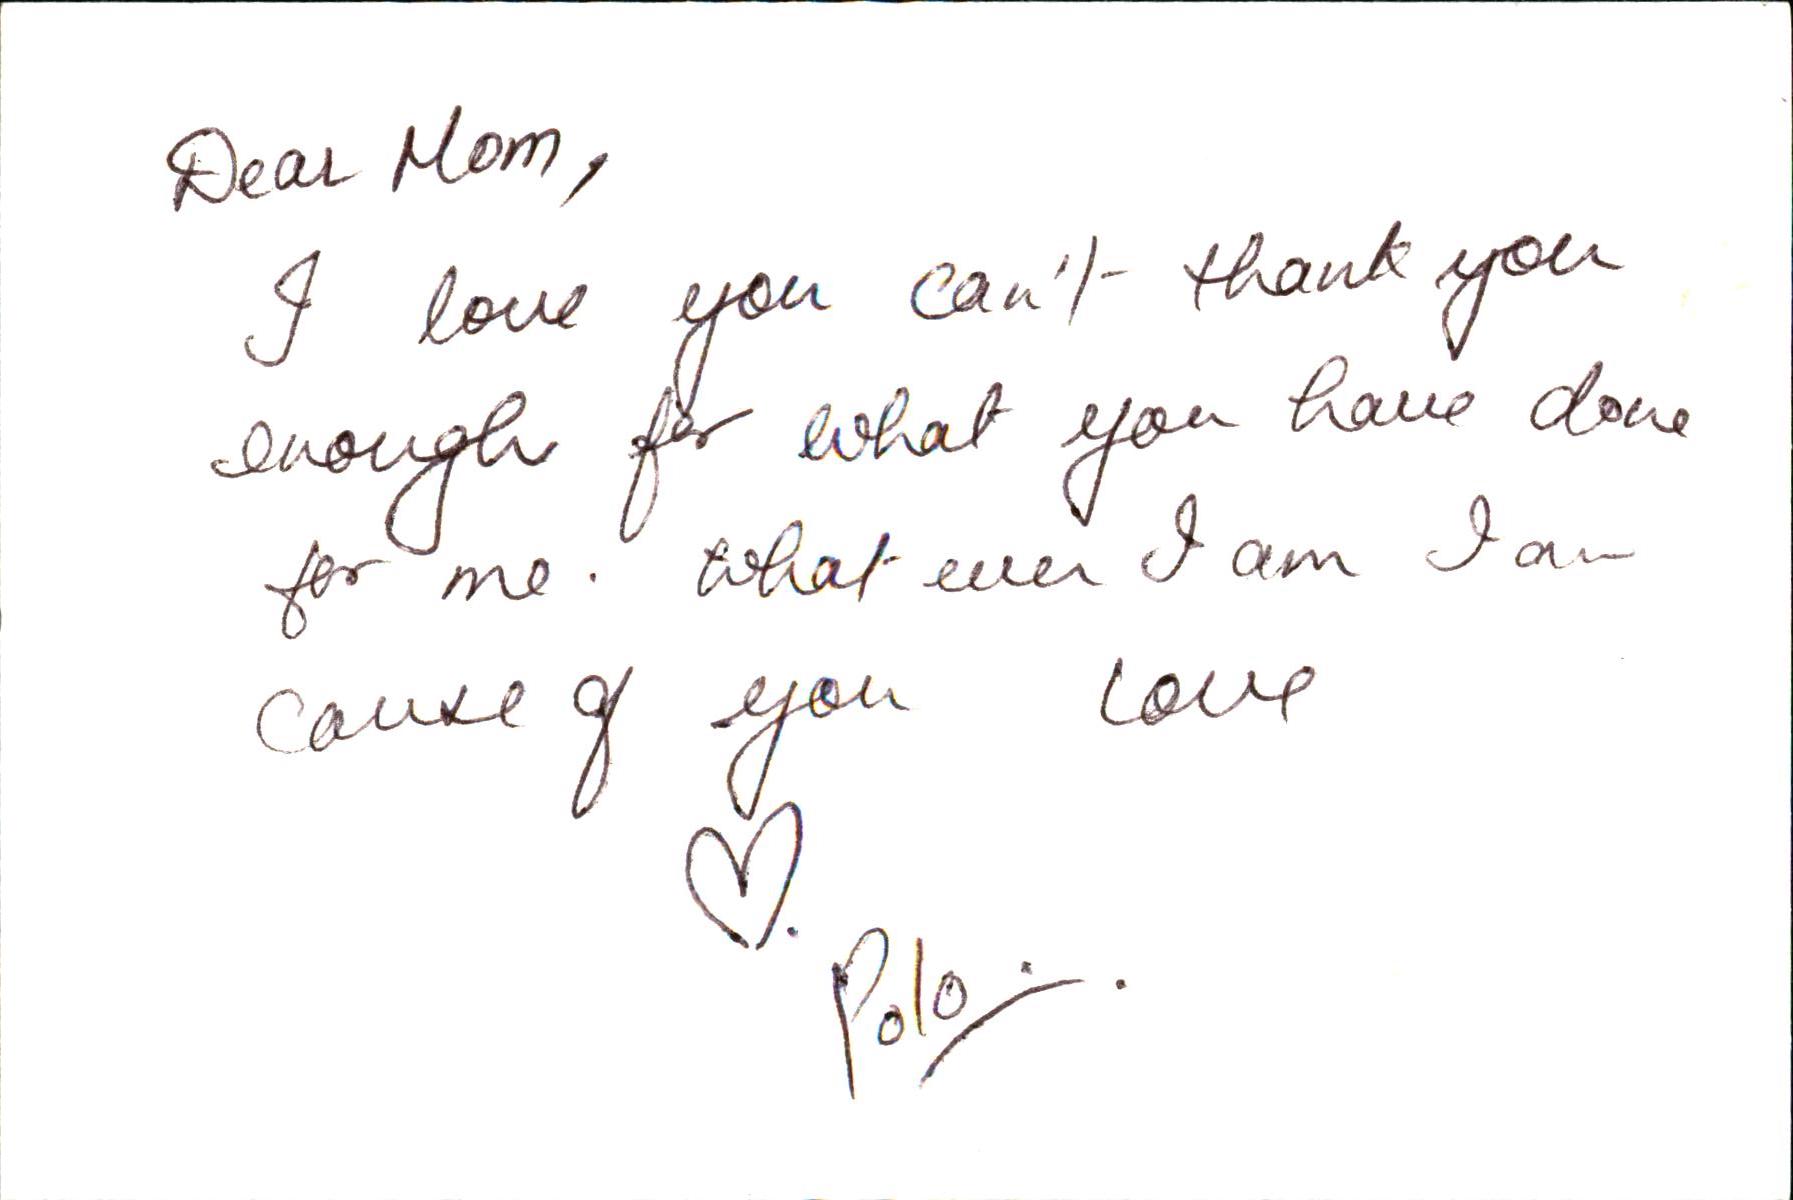 Dear Mom,
I love you can't thank you
enough for what you have done
for me. What ever I am I am
cause of you Love
♡.
Polo